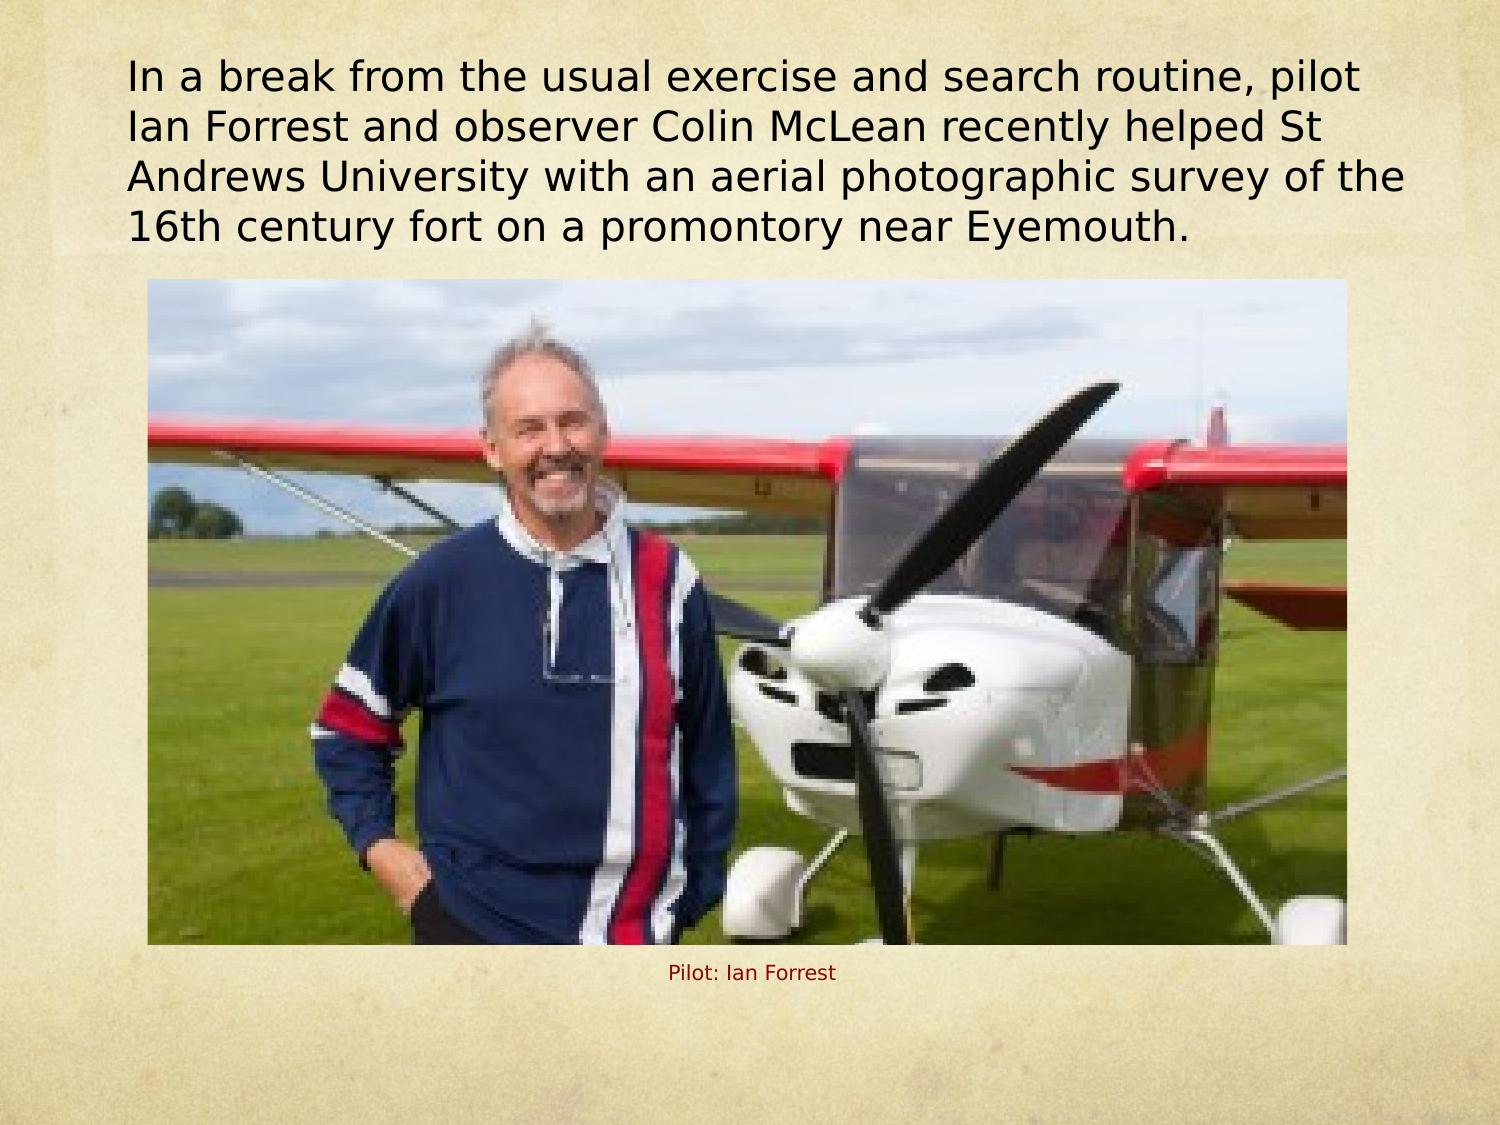 In a break from the usual exercise and search routine, pilot
Ian Forrest and observer Colin McLean recently helped St
Andrews University with an aerial photographic survey of the
16th century fort on a promontory near Eyemouth.
Pilot: Ian Forrest